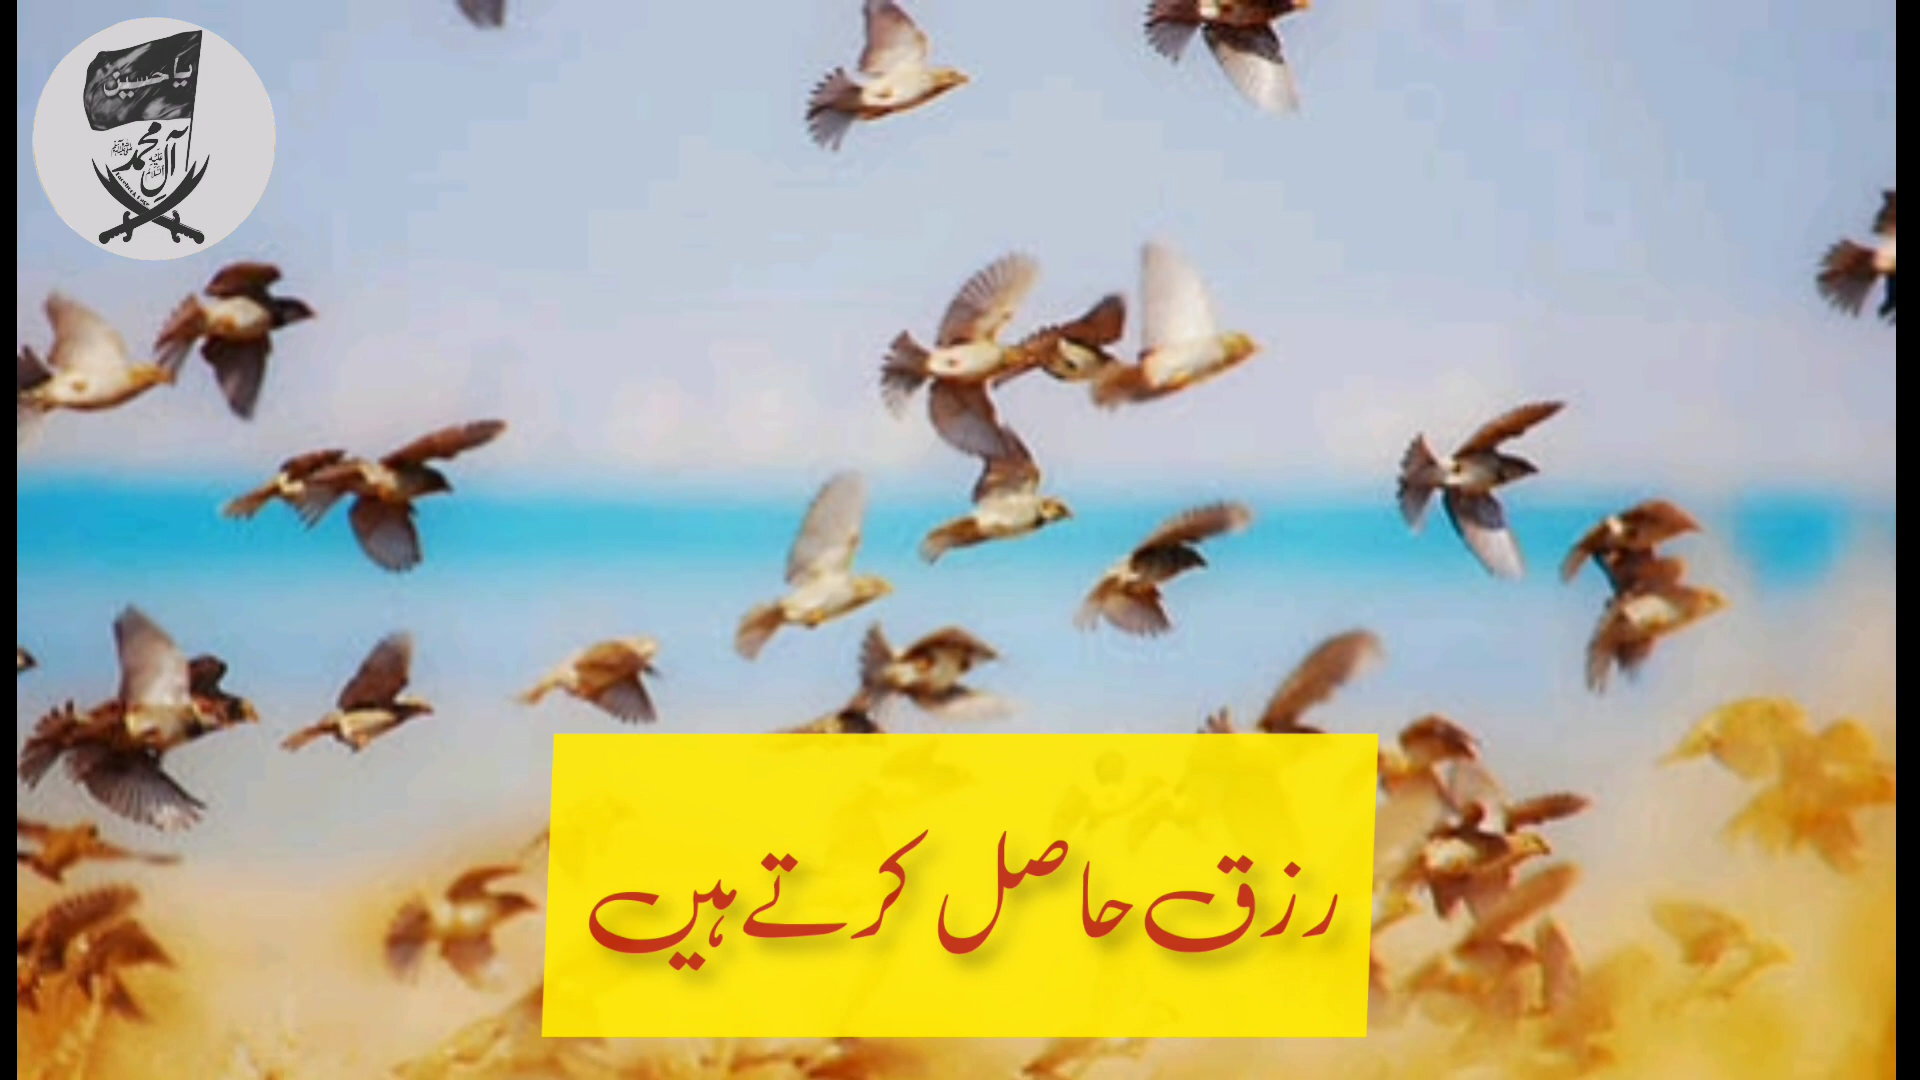 یا حسین
آلِ محمد
رزق حاصل کرتے ہیں